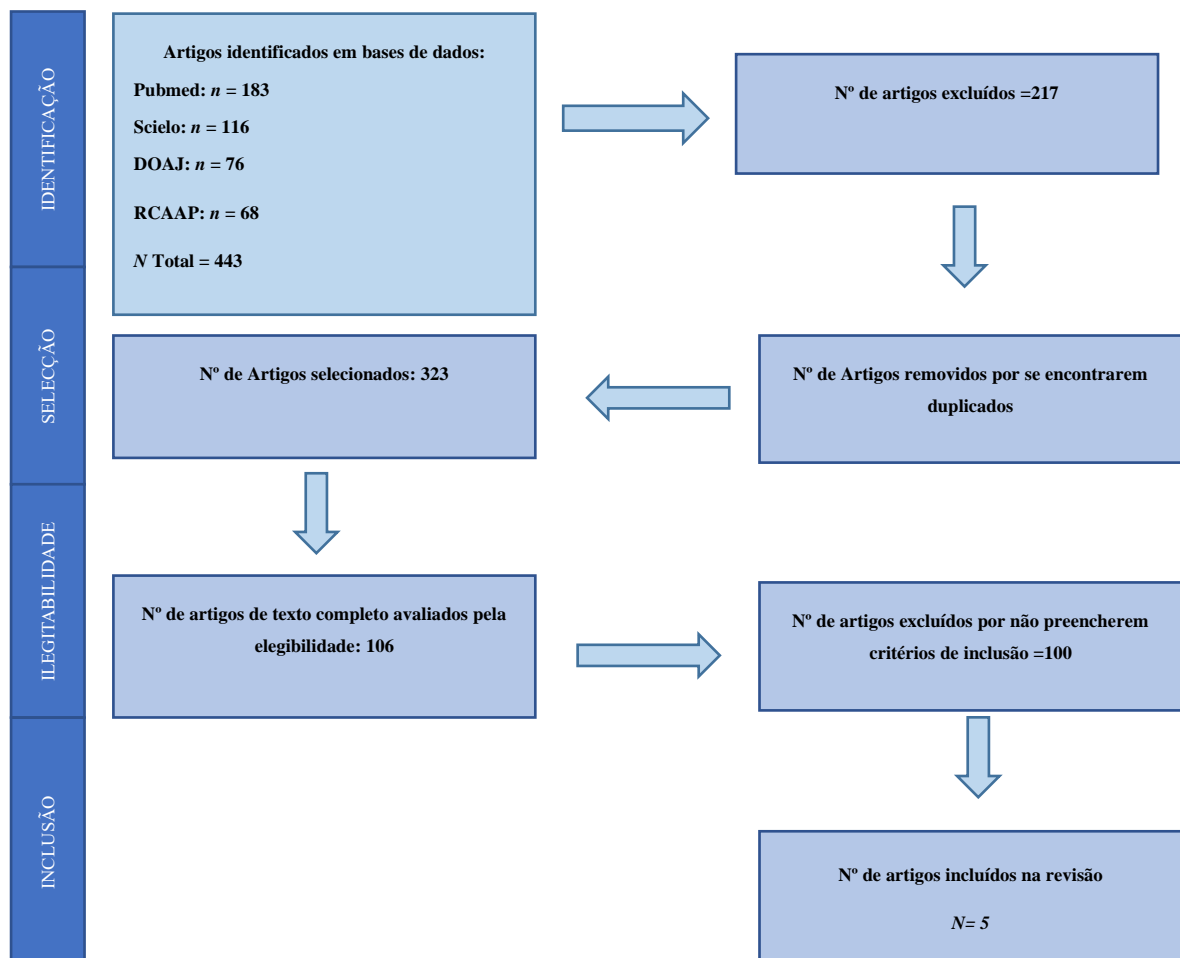 IDENTIFICAÇÃO
Artigos identificados em bases de dados:
Pubmed: n = 183
Scielo: n = 116
DOAJ: n = 76
RCAAP: n = 68
N Total = 443
Nº de artigos excluídos =217
SELECÇÃO
Nº de Artigos selecionados: 323
Nº de Artigos removidos por se encontrarem
duplicados
ILEGITABILIDADE
Nº de artigos de texto completo avaliados pela
elegibilidade: 106
Nº de artigos excluídos por não preencherem
critérios de inclusão =100
INCLUSÃO
Nº de artigos incluídos na revisão
N= 5